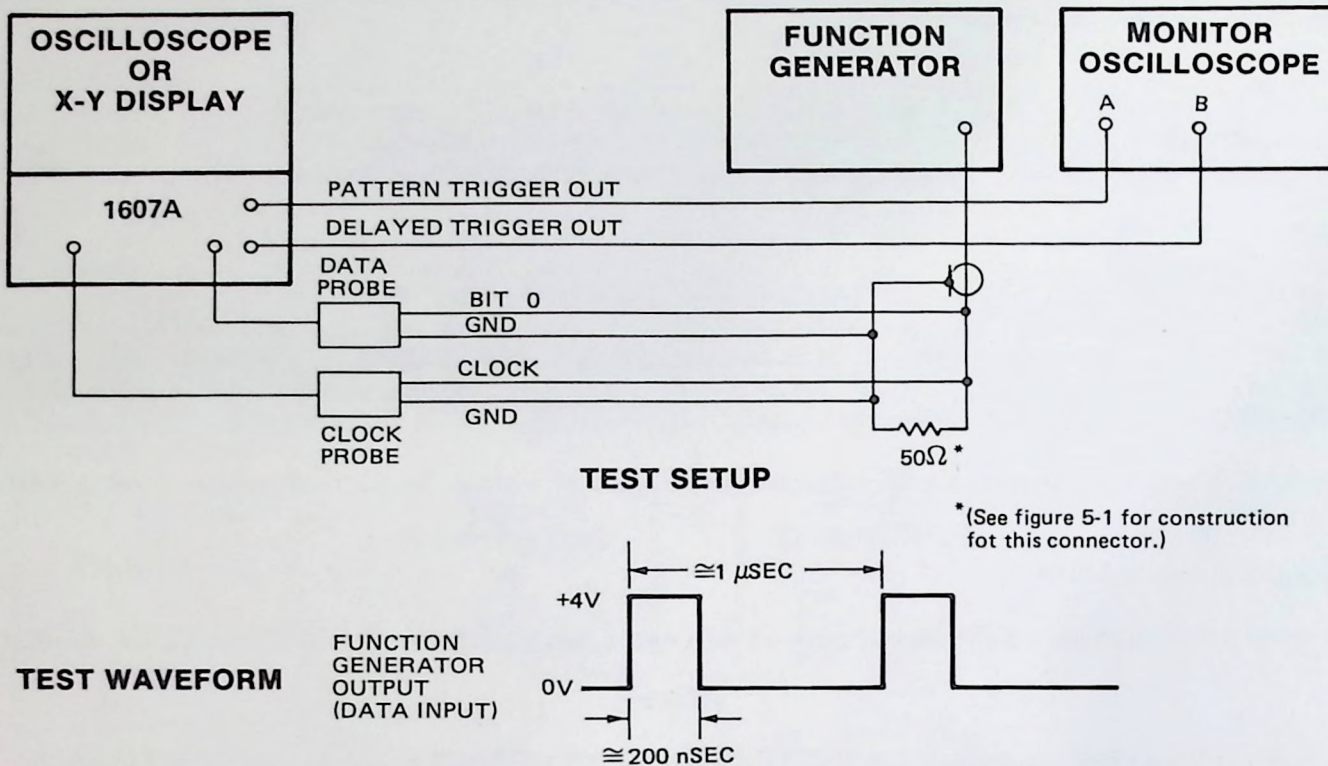 OSCILLOSCOPE
OR
X-Y DISPLAY
1607A
FUNCTION
GENERATOR
MONITOR
OSCILLOSCOPE
A
B
PATTERN TRIGGER OUT
DELAYED TRIGGER OUT
DATA
PROBE
BIT 0
GND
CLOCK
GND
CLOCK
PROBE
50Ω*
TEST SETUP
*(See figure 5-1 for construction
fot this connector.)
≅1 μSEC
+4V
0V
≅200 nSEC
TEST WAVEFORM
FUNCTION
GENERATOR
OUTPUT
(DATA INPUT)